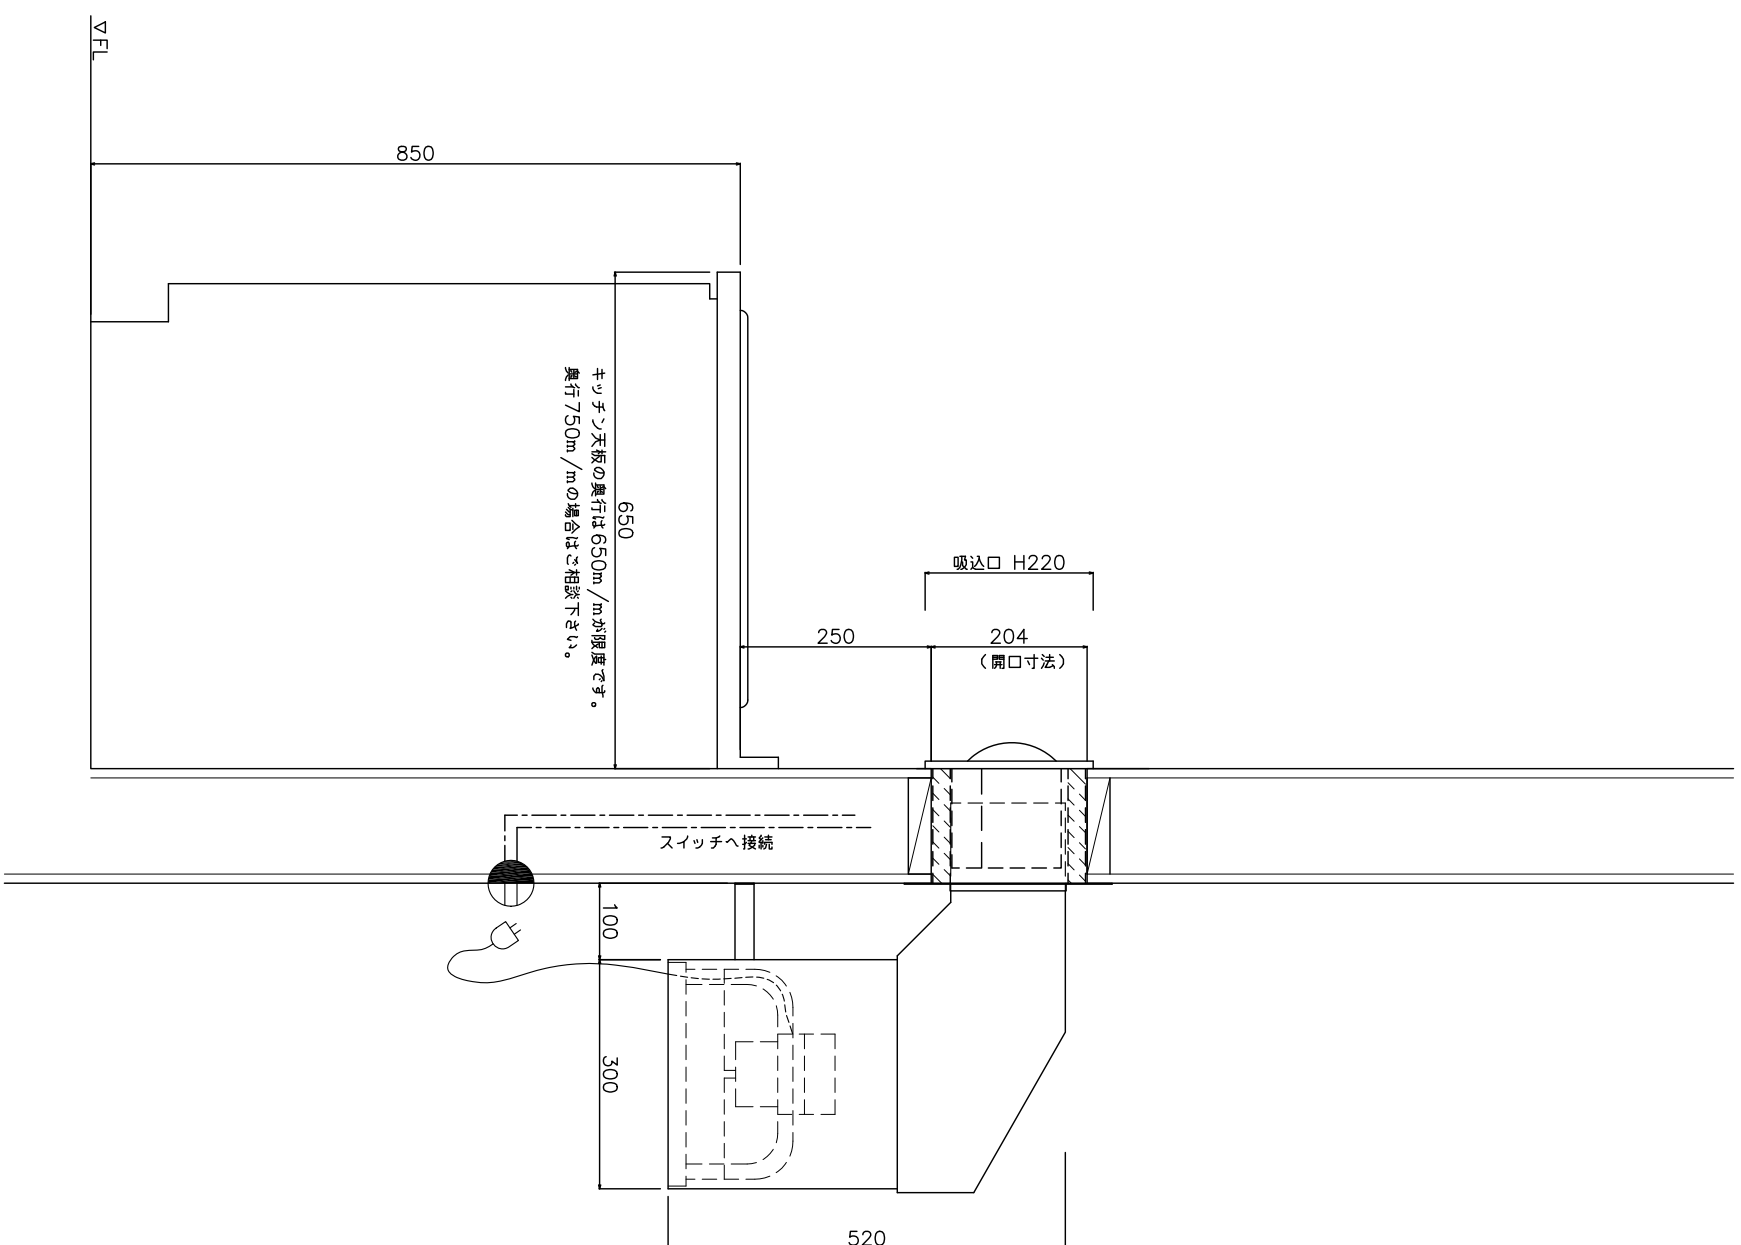 ▽FL
850
キッチン天板の奥行は650m/mが限度です。
奥行750m/mの場合はご相談下さい。
650
吸込口 H220
250
204
(開口寸法)
スイッチへ接続
100
300
520